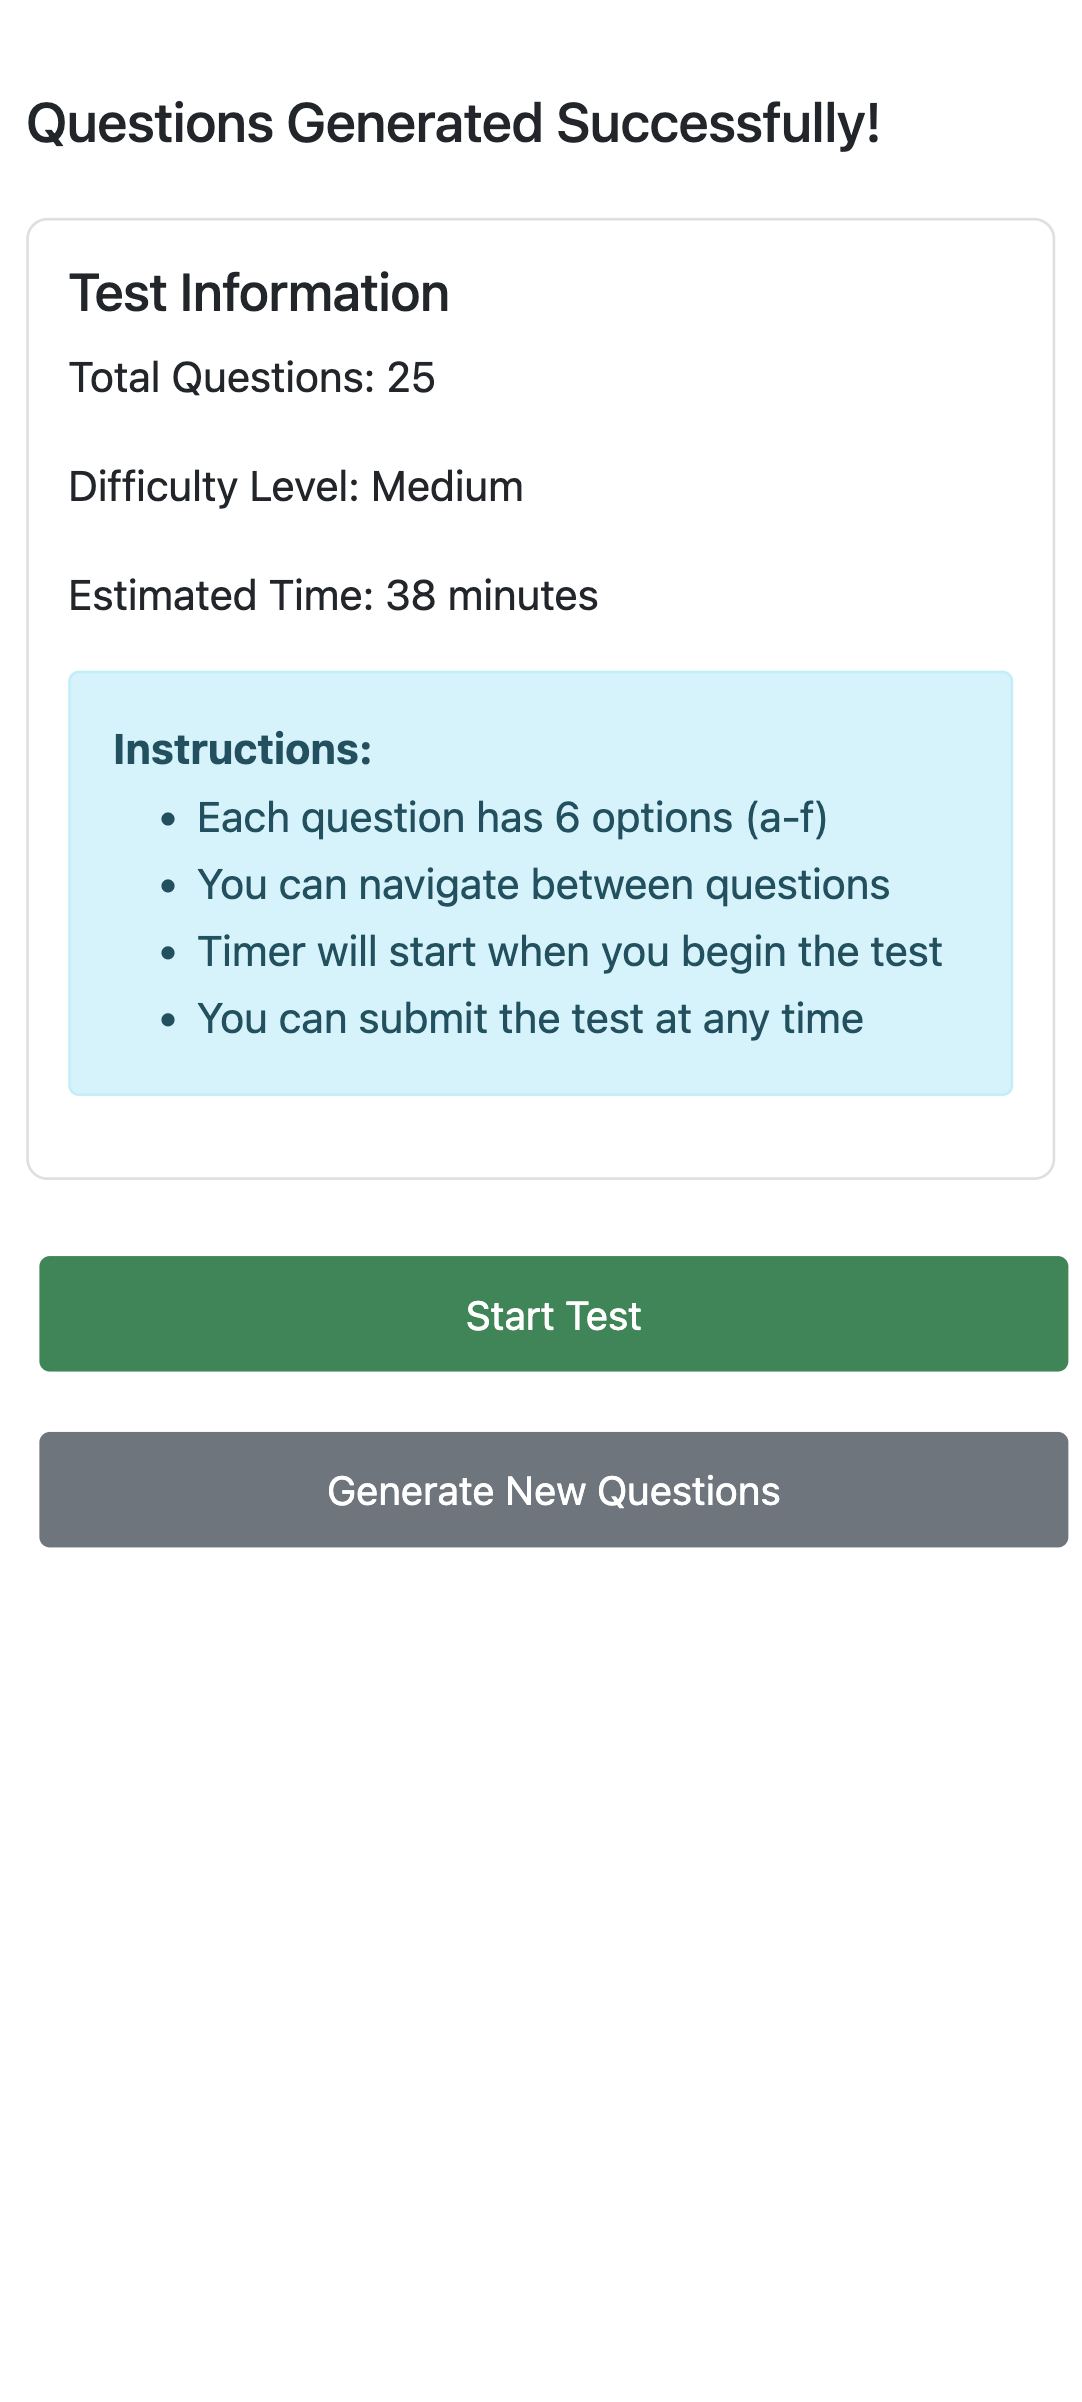 Questions Generated Successfully!
Test Information
Total Questions: 25
Difficulty Level: Medium
Estimated Time: 38 minutes
Instructions:
• Each question has 6 options (a-f)
• You can navigate between questions
• Timer will start when you begin the test
• You can submit the test at any time
Start Test
Generate New Questions